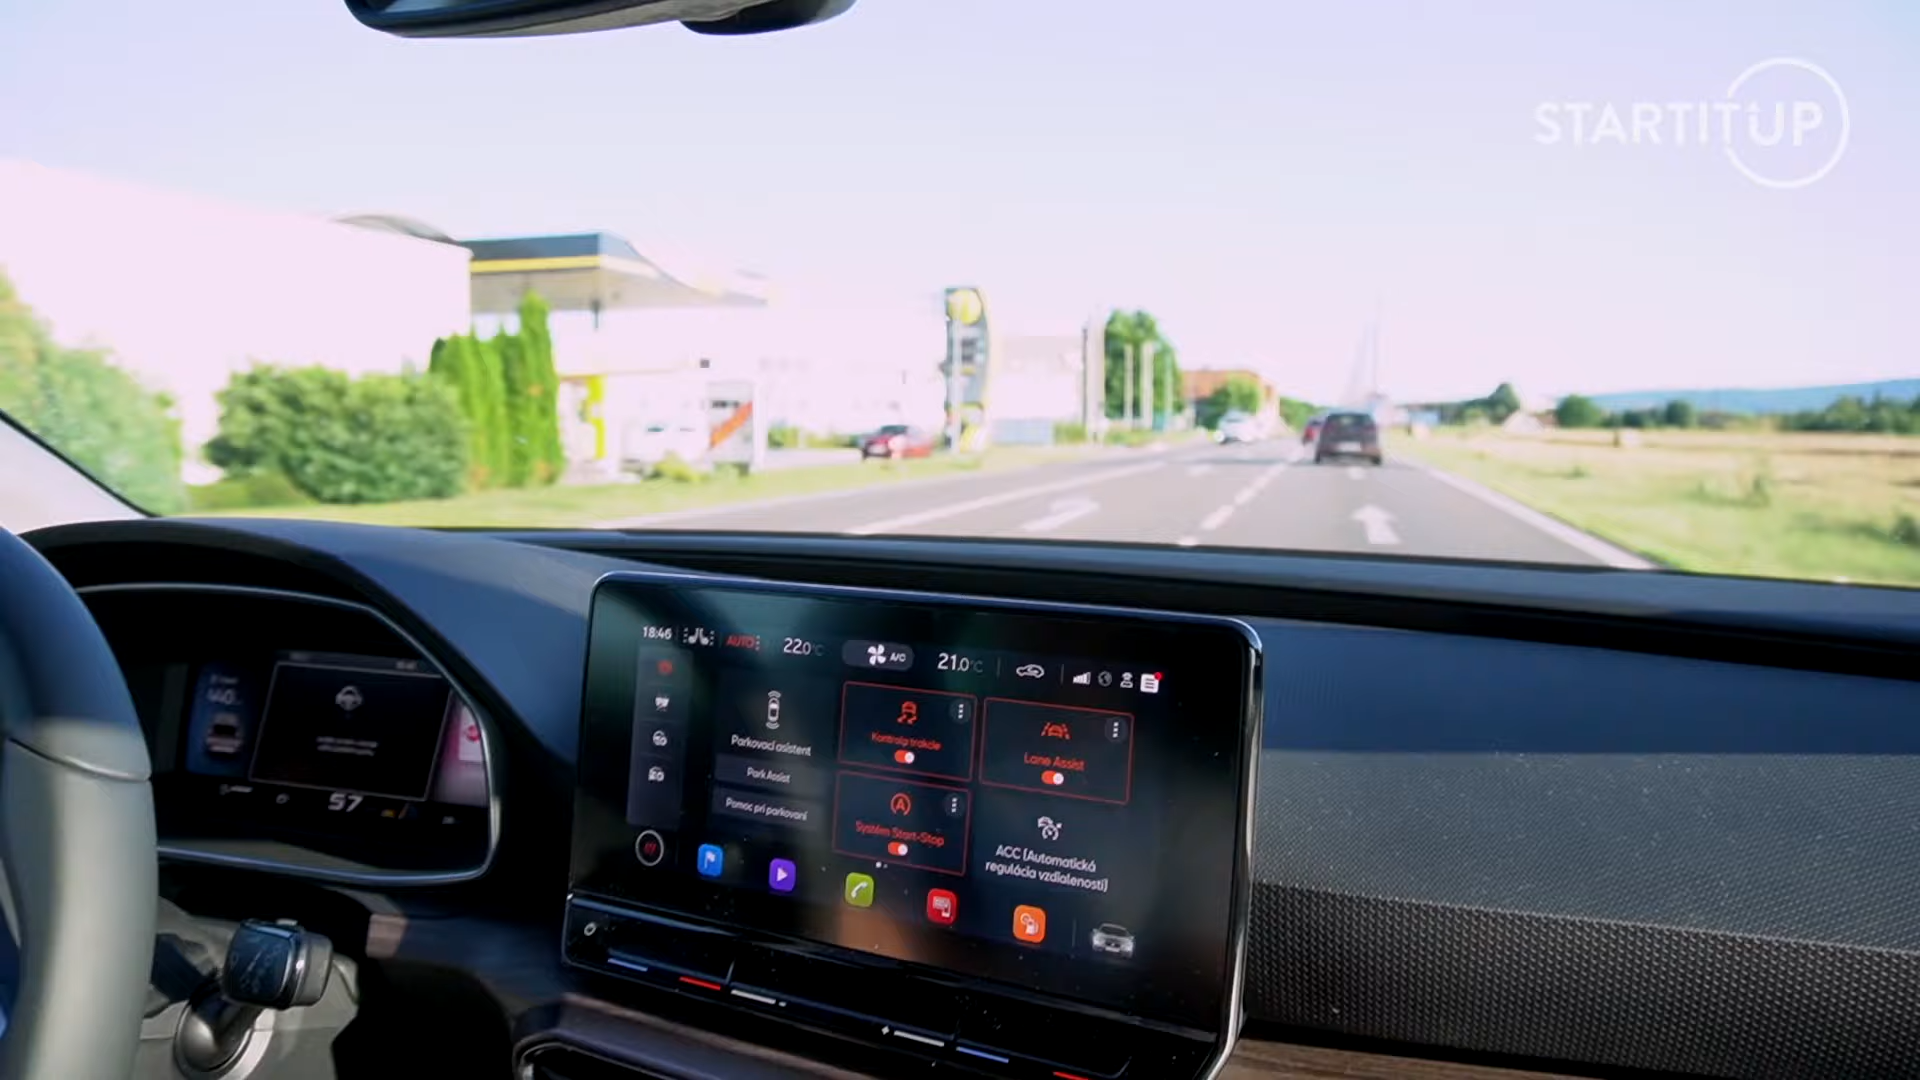 STARTITUP
18:46
AUTO
22.0°C
A/C
21.0°C
Parkovací asistent
Park Assist
Pomoc pri parkovaní
Kontrola trakcie
Lane Assist
Systém Start-Stop
ACC (Automatická
regulácia vzdialenosti)
57